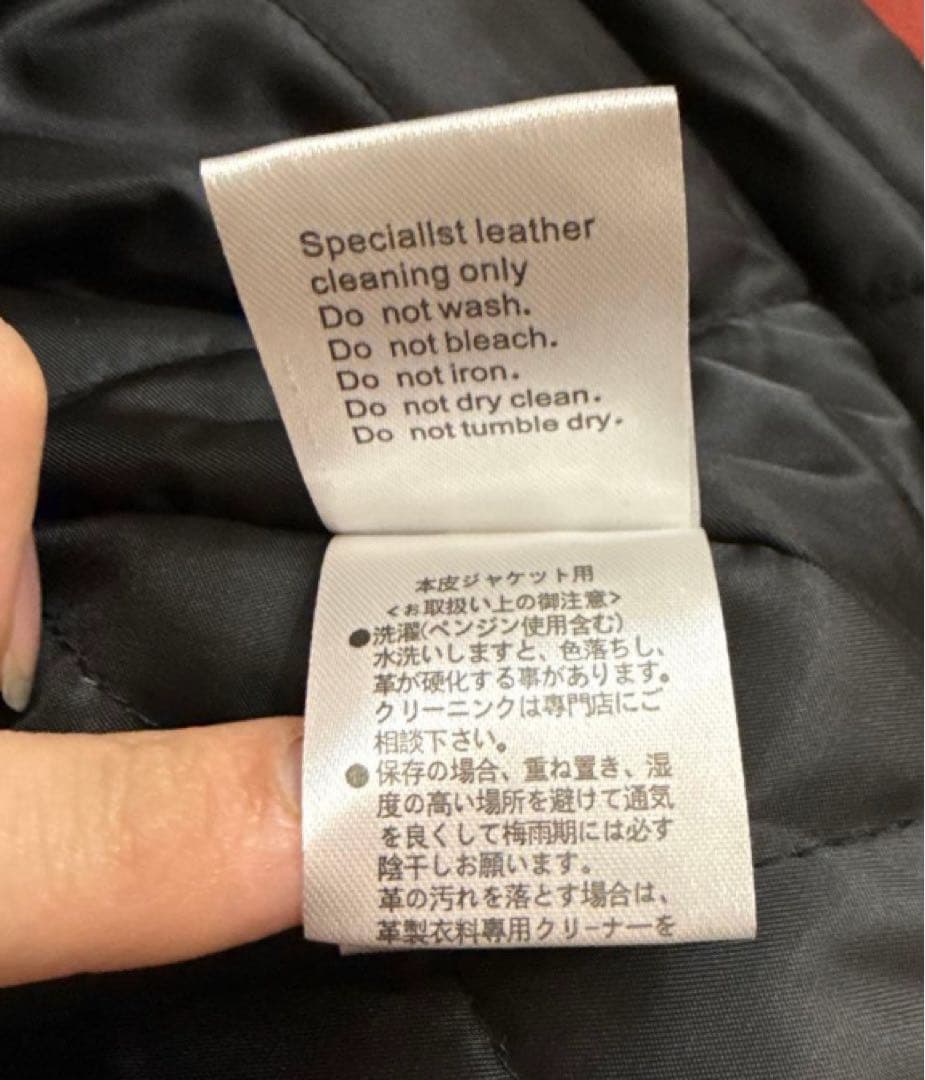 Speciallst leather
cleaning only
Do not wash.
Do not bleach.
Do not iron.
Do not dry clean.
Do not tumble dry.
本皮ジャケット用
<お取扱い上の御注意>
●洗濯(ペンジン使用含む)
水洗いしますと、色落ちし、
革が硬化する事があります。
クリーニンクは専門店にご
相談下さい。
●保存の場合、重ね置き、湿
度の高い場所を避けて通気
を良くして梅雨期には必す
陰干しお願います。
革の汚れを落とす場合は、
革製衣料專用クリーナーを